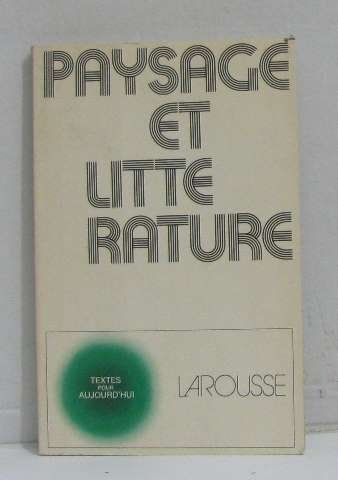 PAYSAGE
ET
LITTE
RATURE
TEXTES
POUR
AUJOURD'HUI
LAROUSSE